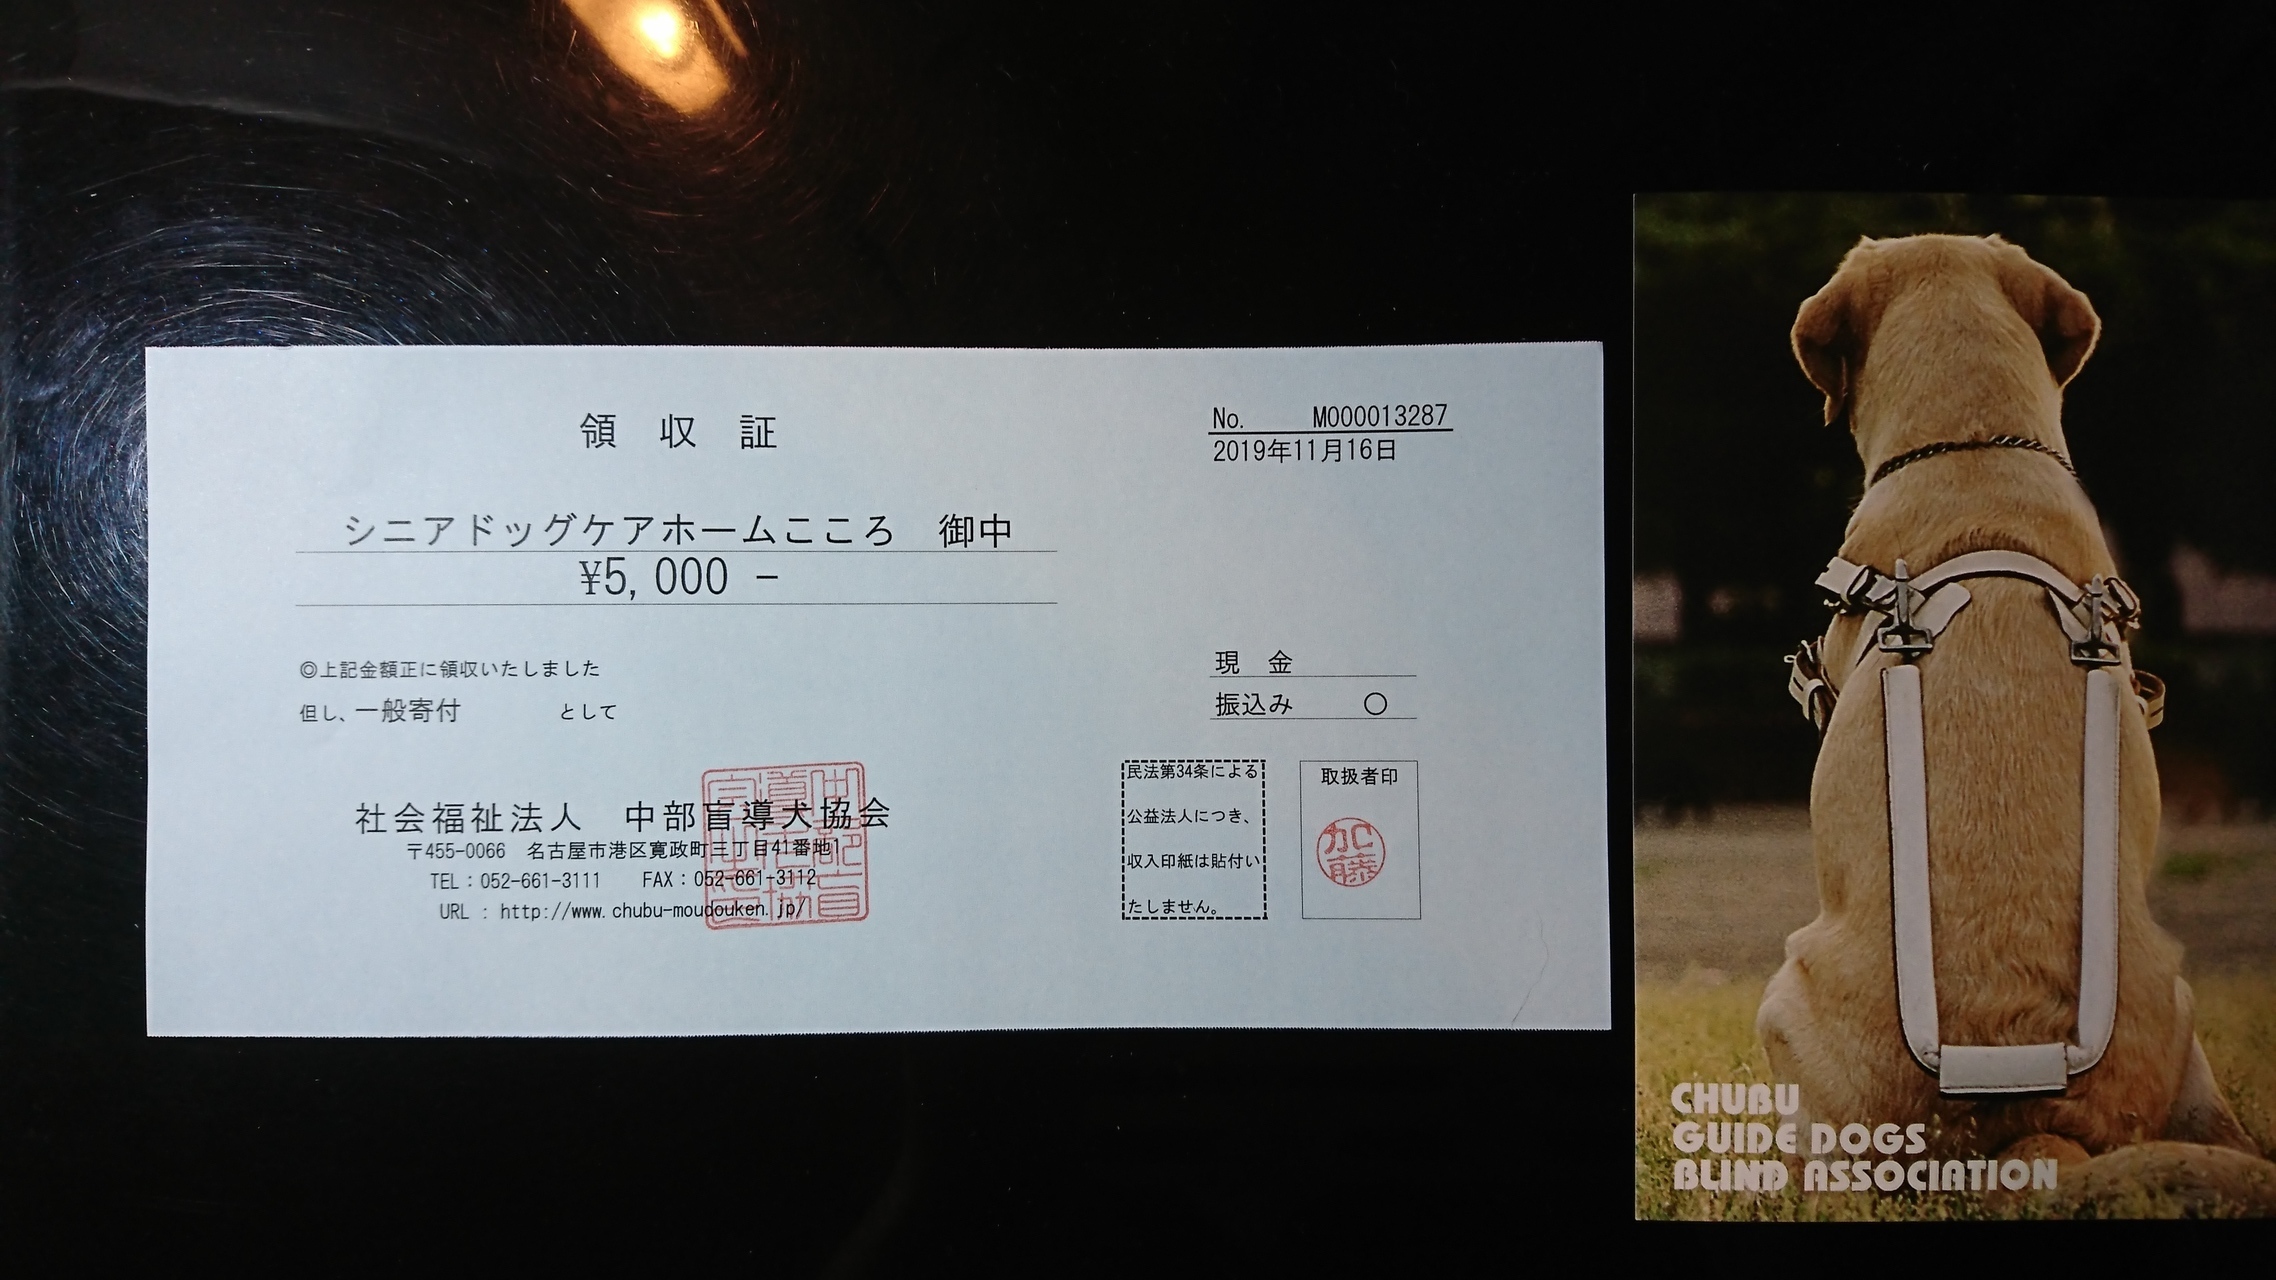 領収証
No. M000013287
2019年11月16日
シニアドッグケアホームこころ 御中
¥5,000 -
◎上記金額正に領収いたしました
但し、一般寄付 として
現 金
振込み ○
社会福祉法人 中部盲導犬協会
〒455-0066 名古屋市港区寛政町三丁目41番地1
TEL:052-661-3111 FAX:052-661-3112
URL : http://www.chubu-moudouken.jp/
民法第34条による
公益法人につき、
収入印紙は貼付い
たしません。
取扱者印
加藤
CHUBU
GUIDE DOGS
BLIND ASSOCIATION